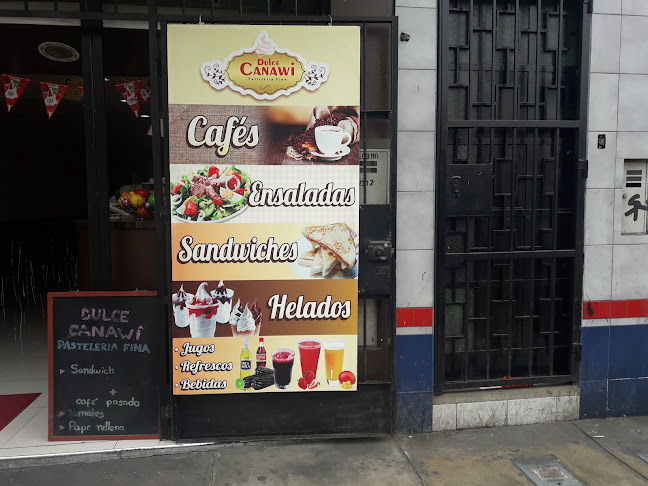 Dulce
CANAWI
Pastelería Fina
Cafés
Ensaladas
Sandwiches
Helados
• Jugos
• Refrescos
• Bebidas
DULCE
CANAWÍ
PASTELERIA FINA
Sandwich
+
café pasado
Tamales
Papa rellena